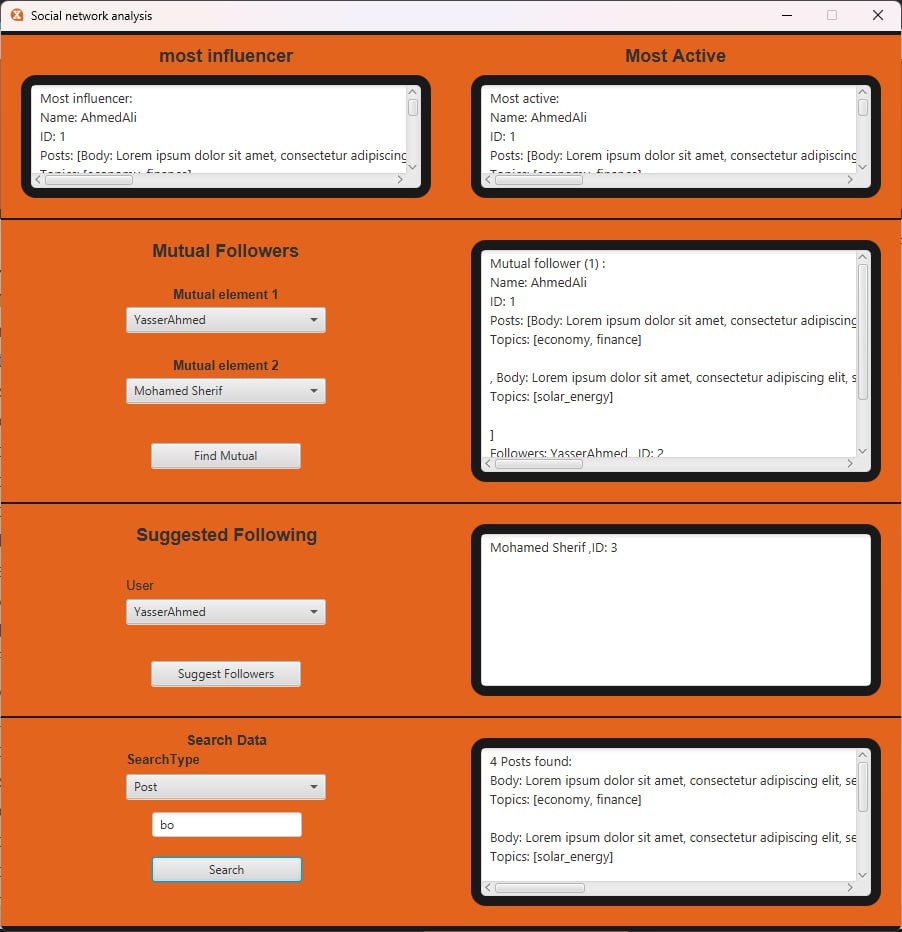 Social network analysis
most influencer
Most influencer:
Name: AhmedAli
ID: 1
Posts: [Body: Lorem ipsum dolor sit amet, consectetur adipiscing
Topics: [economy, finance]
Most Active
Most active:
Name: AhmedAli
ID: 1
Posts: [Body: Lorem ipsum dolor sit amet, consectetur adipiscing
Topics: [economy, finance]
Mutual Followers
Mutual element 1
YasserAhmed
Mutual element 2
Mohamed Sherif
Find Mutual
Mutual follower (1) :
Name: AhmedAli
ID: 1
Posts: [Body: Lorem ipsum dolor sit amet, consectetur adipiscing
Topics: [economy, finance]
, Body: Lorem ipsum dolor sit amet, consectetur adipiscing elit, s
Topics: [solar_energy]
]
Followers: YasserAhmed , ID: 2
Suggested Following
User
YasserAhmed
Suggest Followers
Mohamed Sherif ,ID: 3
Search Data
SearchType
Post
bo
Search
4 Posts found:
Body: Lorem ipsum dolor sit amet, consectetur adipiscing elit, se
Topics: [economy, finance]
Body: Lorem ipsum dolor sit amet, consectetur adipiscing elit, se
Topics: [solar_energy]